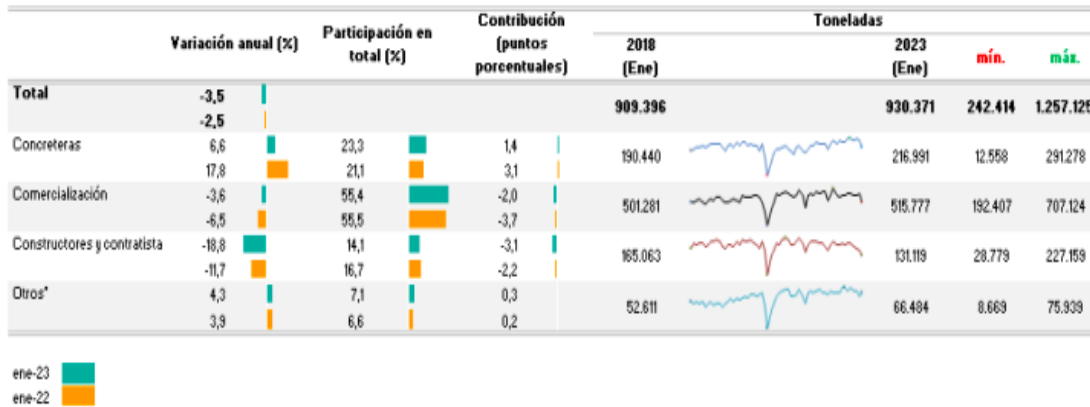 Variación anual (%) Participación en total (%) Contribución (puntos porcentuales) Toneladas
2018 (Ene) 2023 (Ene) mín. máx.
Total -3,5 909.396 930.371 242.414 1.257.125
-2,5
Concreteras 6,6 23,3 1,4 190.440 216.991 12.558 291.278
17,8 21,1 3,1
Comercialización -3,6 55,4 -2,0 501.281 515.777 192.407 707.124
-6,5 55,5 -3,7
Constructores y contratista -18,8 14,1 -3,1 165.063 131.119 28.779 227.159
-11,7 16,7 -2,2
Otros* 4,3 7,1 0,3 52.611 66.484 8.669 75.939
3,9 6,6 0,2
ene-23
ene-22